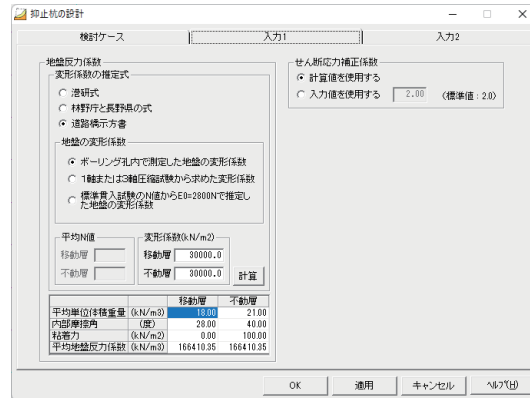 抑止杭の設計
検討ケース 入力1 入力2
地盤反力係数
変形係数の推定式
港研式
林野庁と長野県の式
道路橋示方書
地盤の変形係数
ボーリング孔内で測定した地盤の変形係数
1軸または3軸圧縮試験から求めた変形係数
標準貫入試験のN値からE0=2800Nで推定し
た地盤の変形係数
平均N値
移動層
不動層
変形係数(kN/m2)
移動層 30000.0
不動層 30000.0
計算
移動層 不動層
平均単位体積重量 (kN/m3) 18.00 21.00
内部摩擦角 (度) 28.00 40.00
粘着力 (kN/m2) 0.00 100.00
平均地盤反力係数 (kN/m3) 166410.35 166410.35
せん断応力補正係数
計算値を使用する
入力値を使用する 2.00 (標準値：2.0)
OK 適用 キャンセル ﾍﾙﾌﾟ(H)